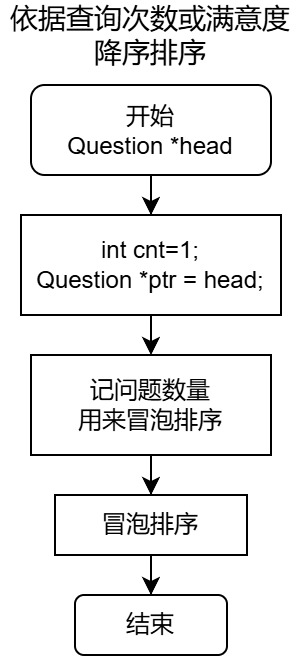 依据查询次数或满意度
降序排序
开始
Question *head
int cnt=1;
Question *ptr = head;
记问题数量
用来冒泡排序
冒泡排序
结束